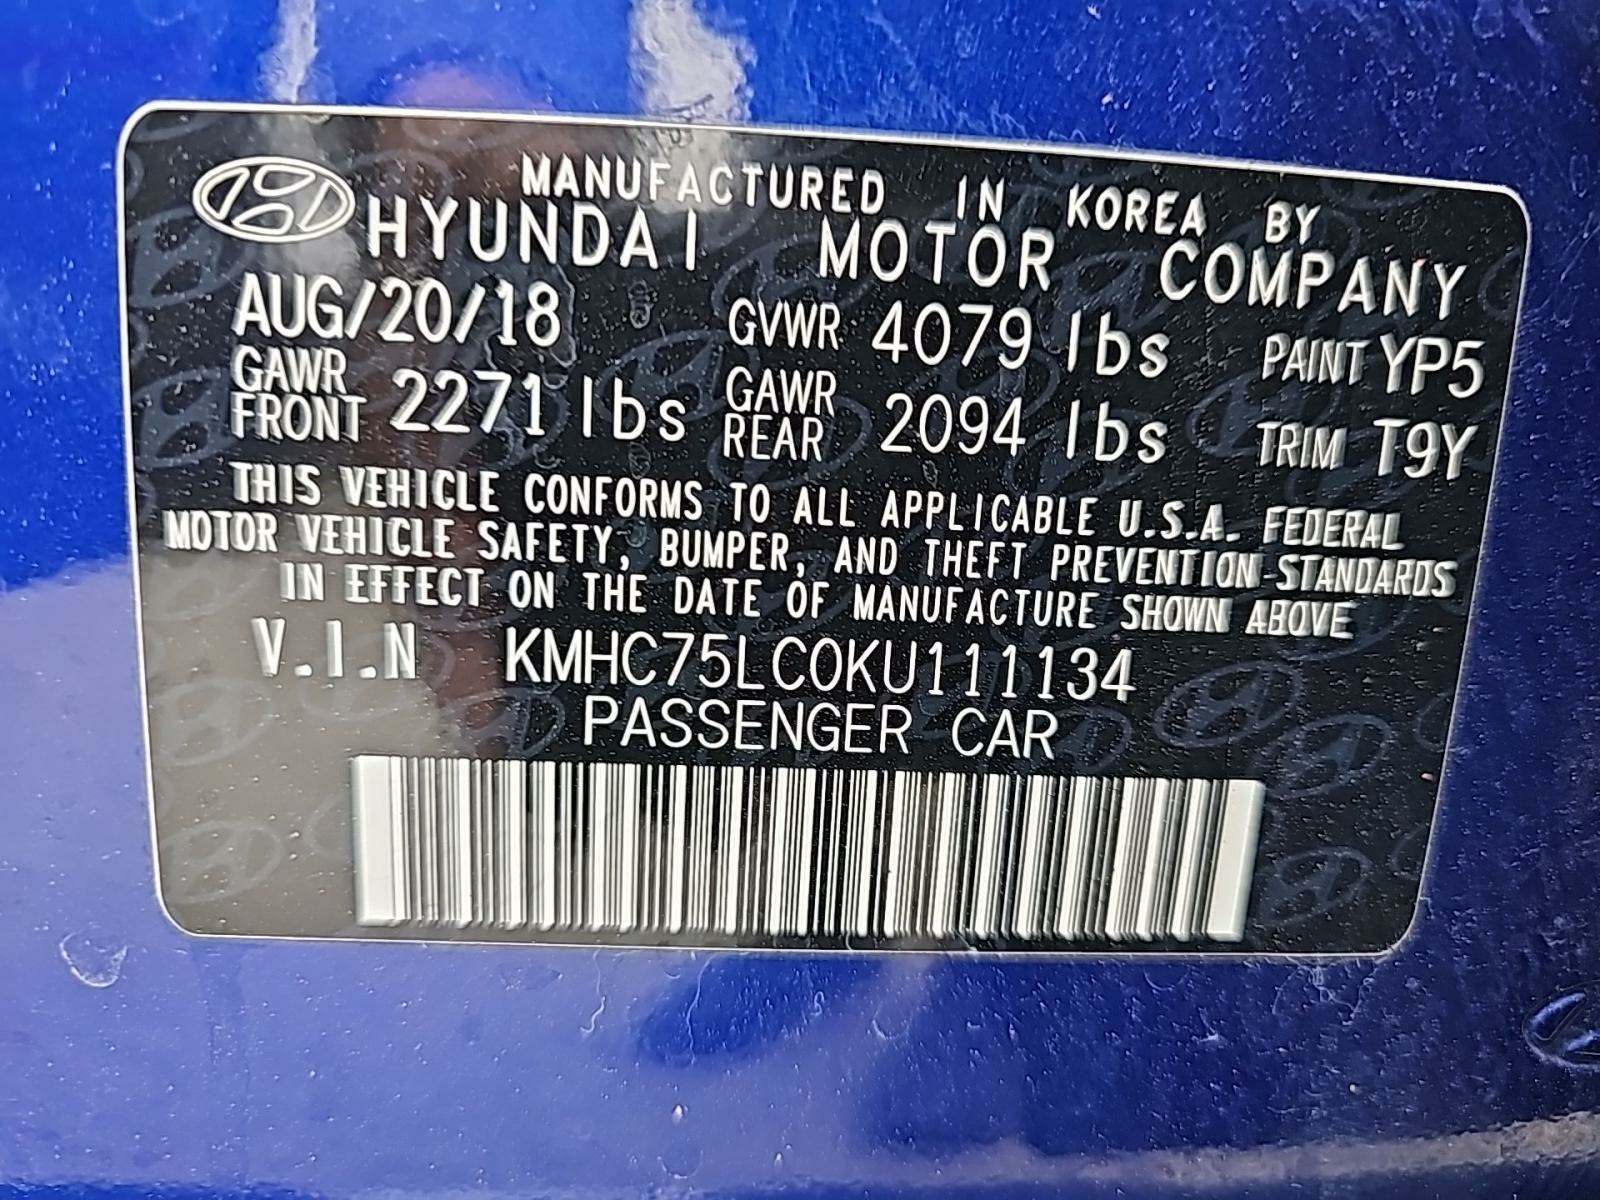 MANUFACTURED IN KOREA BY
HYUNDAI MOTOR COMPANY
AUG/20/18 GVWR 4079 lbs PAINT YP5
GAWR FRONT 2271 lbs GAWR REAR 2094 lbs TRIM T9Y
THIS VEHICLE CONFORMS TO ALL APPLICABLE U.S.A. FEDERAL
MOTOR VEHICLE SAFETY, BUMPER, AND THEFT PREVENTION STANDARDS
IN EFFECT ON THE DATE OF MANUFACTURE SHOWN ABOVE
V.I.N KMHC75LC0KU111134
PASSENGER CAR